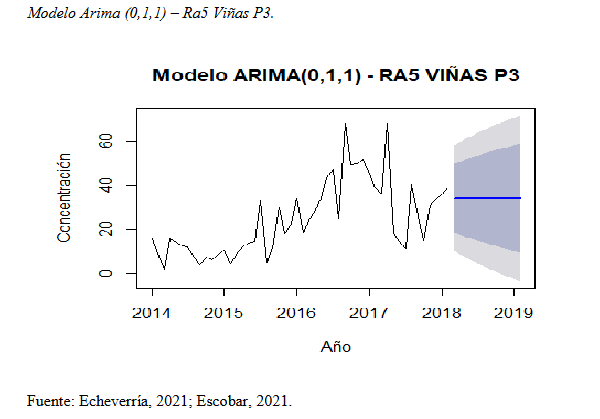 Modelo Arima (0,1,1) – Ra5 Viñas P3.
Modelo ARIMA(0,1,1) - RA5 VIÑAS P3
Concentración
60
40
20
0
2014 2015 2016 2017 2018 2019
Año
Fuente: Echeverría, 2021; Escobar, 2021.